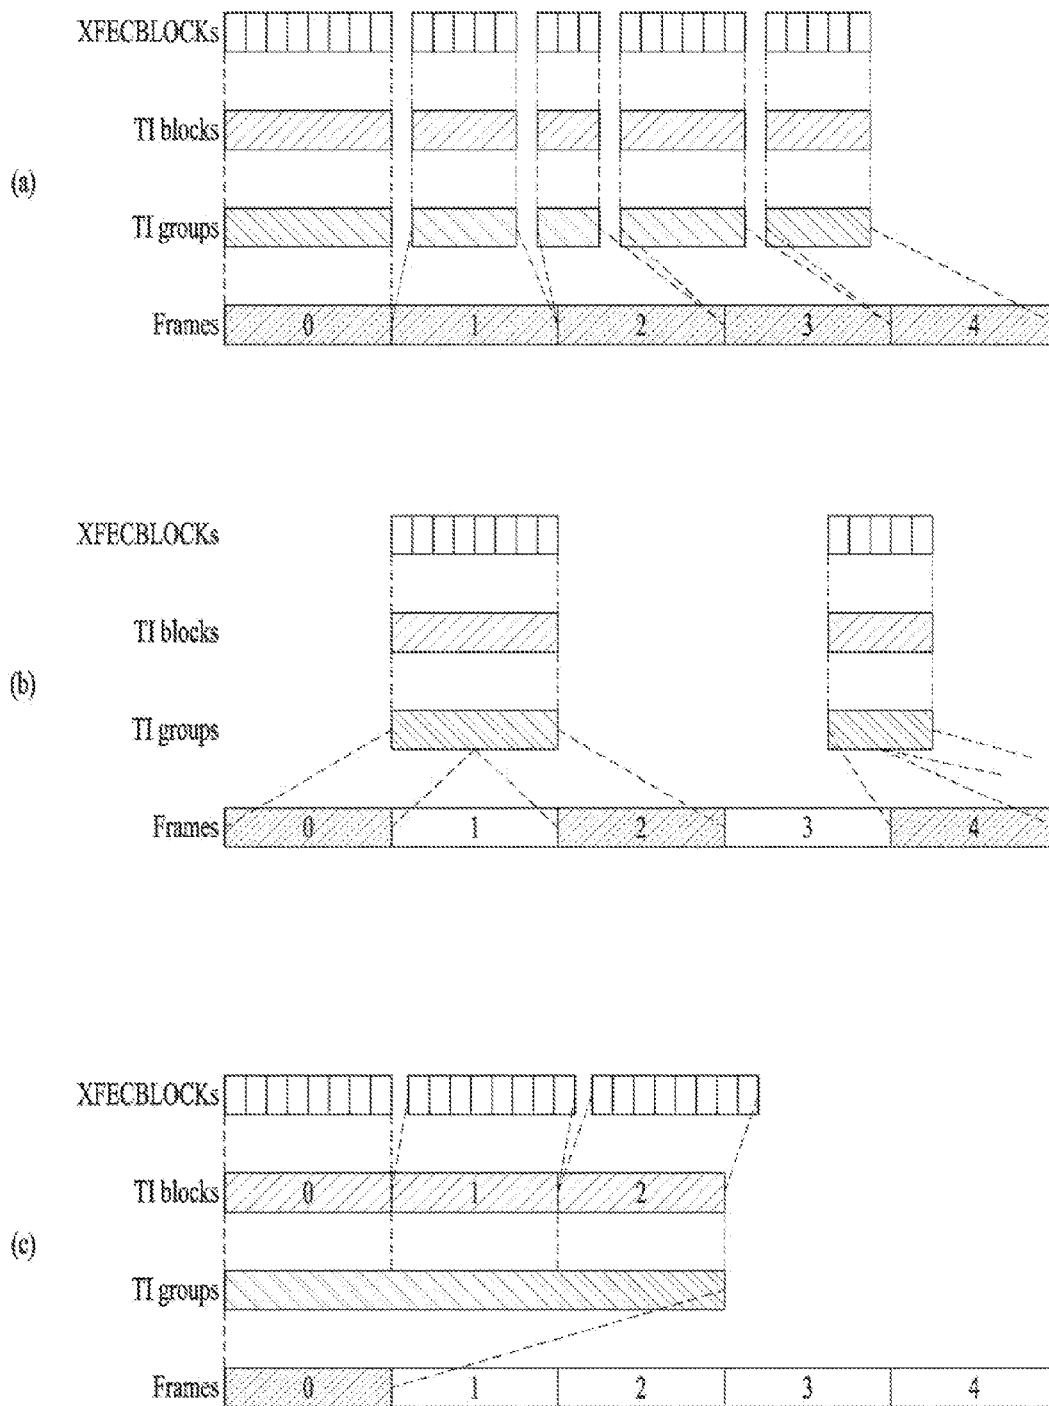 XFECBLOCKs
TI blocks
(a)
TI groups
Frames 0 1 2 3 4
XFECBLOCKs
TI blocks
(b)
TI groups
Frames 0 1 2 3 4
XFECBLOCKs
TI blocks 0 1 2
(c)
TI groups
Frames 0 1 2 3 4